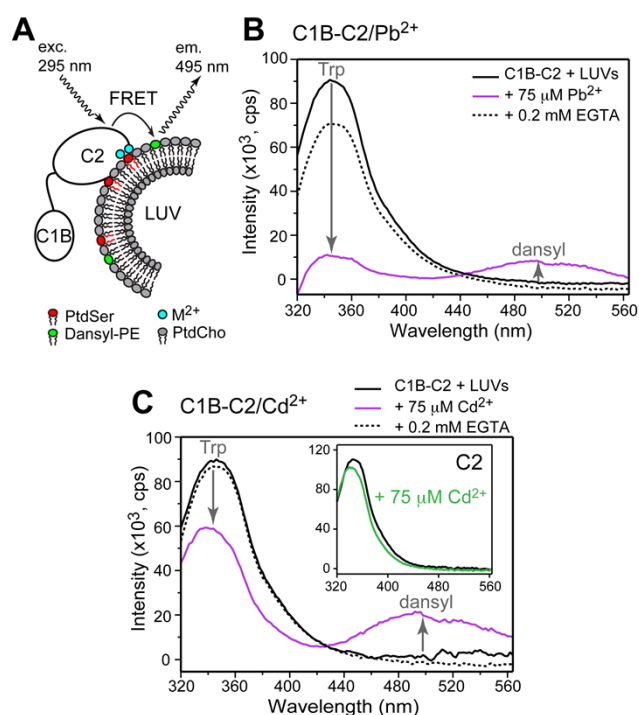 A
exc.
295 nm
em.
495 nm
FRET
C2
C1B
LUV
PtdSer
M²⁺
Dansyl-PE
PtdCho
B
C1B-C2/Pb²⁺
Trp
C1B-C2 + LUVs
+ 75 μM Pb²⁺
+ 0.2 mM EGTA
dansyl
Intensity (x10³, cps)
100
80
60
40
20
0
320 360 400 440 480 520 560
Wavelength (nm)
C
C1B-C2/Cd²⁺
C1B-C2 + LUVs
+ 75 μM Cd²⁺
+ 0.2 mM EGTA
Trp
C2
+ 75 μM Cd²⁺
120
80
40
0
320 400 480 560
dansyl
Intensity (x10³, cps)
100
80
60
40
20
0
320 360 400 440 480 520 560
Wavelength (nm)